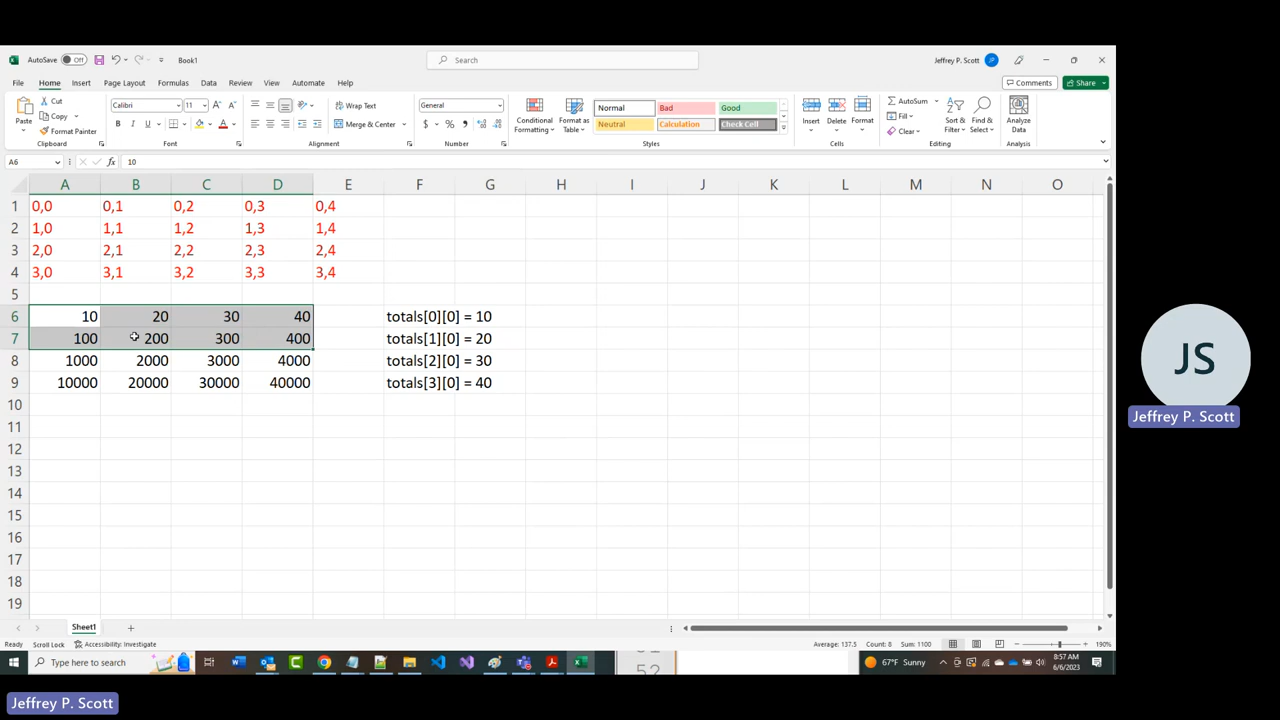 AutoSave Off Book1 Search Jeffrey P. Scott JP
File Home Insert Page Layout Formulas Data Review View Automate Help Comments Share
Paste Cut Copy Format Painter Clipboard
Calibri 11 A A B I U A Font
Wrap Text Merge & Center Alignment
General $ % Number
Conditional Formatting Format as Table
Normal Bad Good
Neutral Calculation Check Cell
Styles
Insert Delete Format Cells
AutoSum Fill Clear Sort & Filter Find & Select Editing
Analyze Data Analysis
A6 fx 10
A B C D E F G H I J K L M N O
1 0,0 0,1 0,2 0,3 0,4
2 1,0 1,1 1,2 1,3 1,4
3 2,0 2,1 2,2 2,3 2,4
4 3,0 3,1 3,2 3,3 3,4
5
6 10 20 30 40 totals[0][0] = 10
7 100 200 300 400 totals[1][0] = 20
8 1000 2000 3000 4000 totals[2][0] = 30
9 10000 20000 30000 40000 totals[3][0] = 40
10
11
12
13
14
15
16
17
18
19
Sheet1
Ready Scroll Lock Accessibility: Investigate Average: 137.5 Count: 8 Sum: 1100 190%
Type here to search 67°F Sunny 8:57 AM
6/6/2023
JS
Jeffrey P. Scott
Jeffrey P. Scott